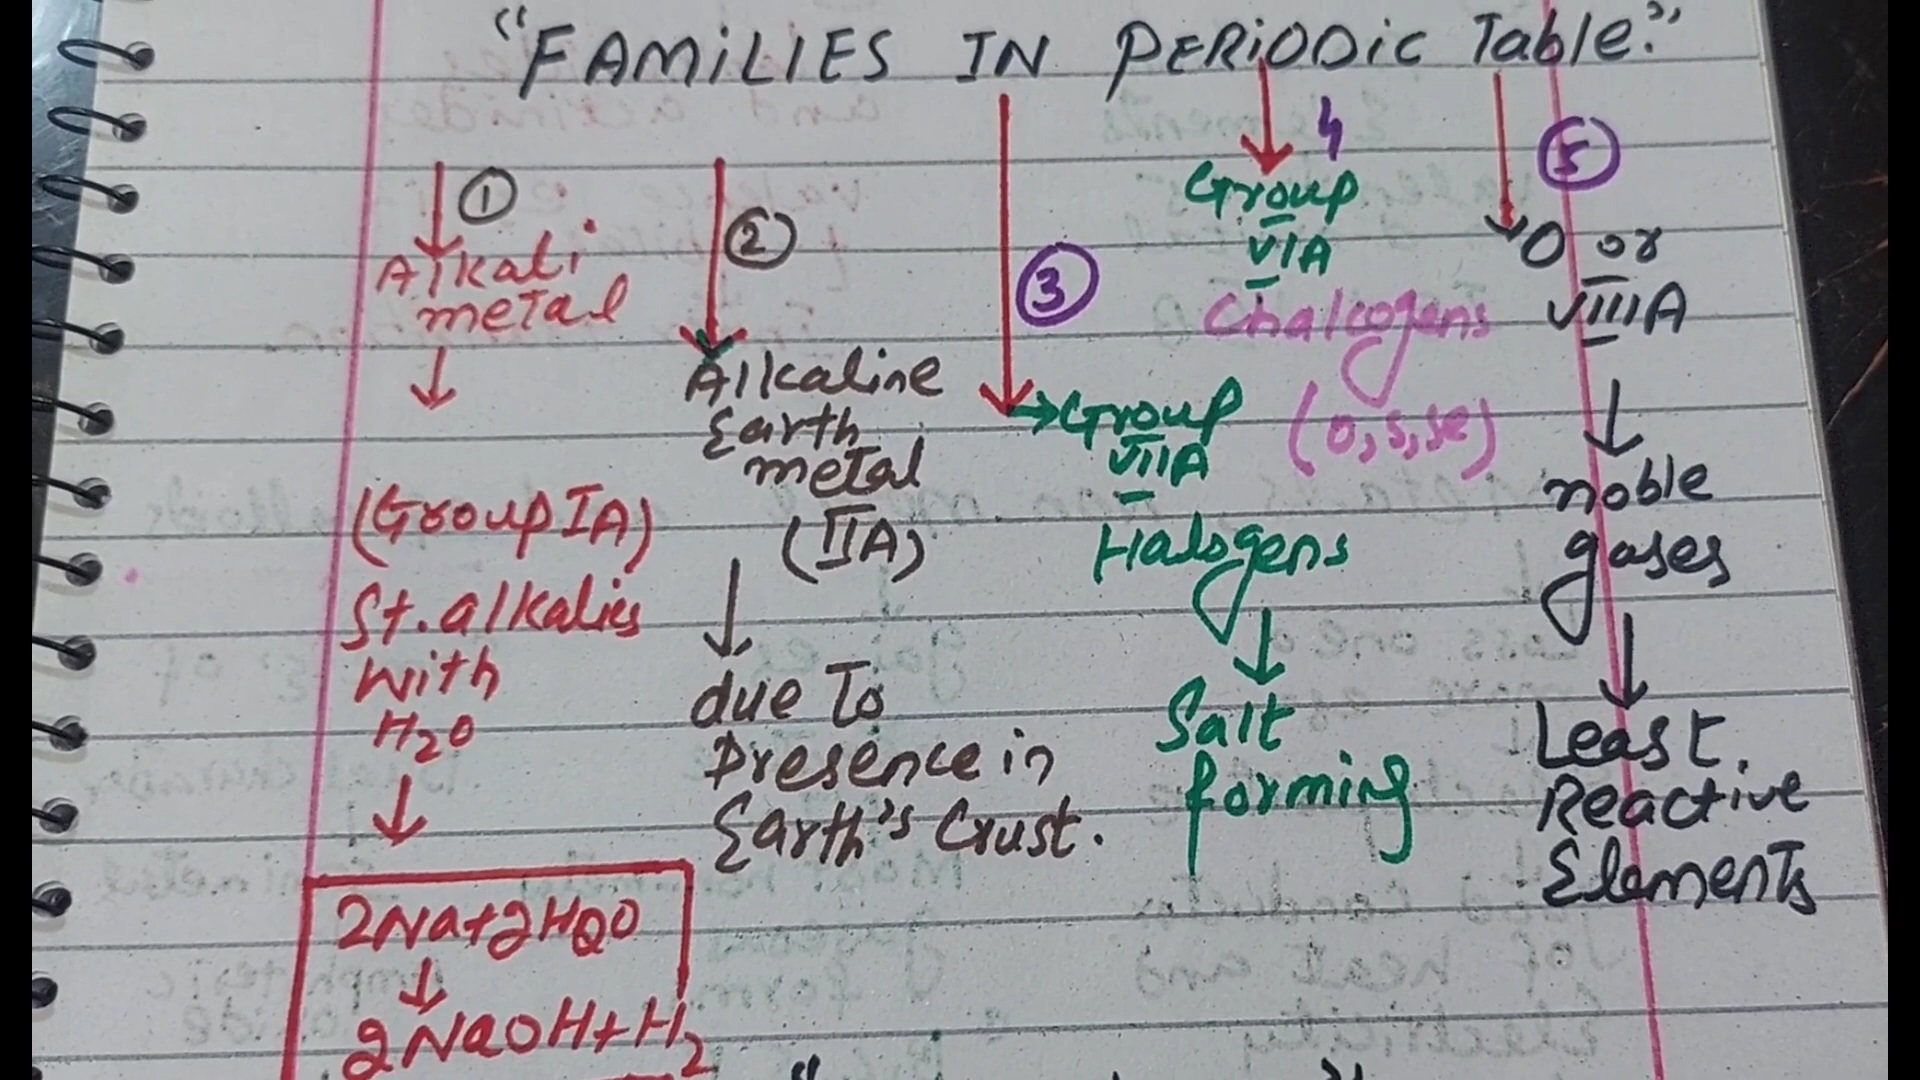 "FAMILIES IN PERIODIC Table."
①
Alkali
metal
(Group IA)
St. alkalies
with
H2O
2Na+2H2O
2NaOH+H2
②
Alkaline
Earth
metal
(IIA)
due To
Presence in
Earth's Crust.
③
Group
VIIA
Halogens
Salt
forming
4
Group
VIA
Chalcogens
(O, S, Se)
⑤
O or
VIIIA
noble
gases
Least
Reactive
Elements